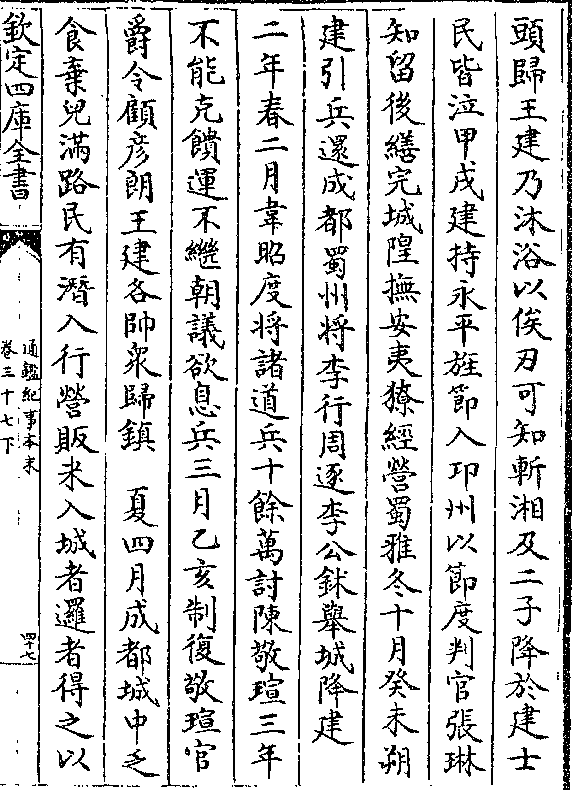 頭歸王建乃沐浴以俟刃可知斬湘及二子降於建士
民皆泣甲戌建持永平旌節入卭州以節度判官張琳
知留後繕完城隍撫安夷獠經營蜀雅冬十月癸未朔
建引兵還成都蜀州將李行周逐李公鉥舉城降建
二年春二月韋昭度將諸道兵十餘萬討陳敬瑄三年
不能克饋運不繼朝議欲息兵三月乙亥制復敬瑄官
爵令顧彦朗王建各帥衆歸鎮　夏四月成都城中乏
食棄兒滿路民有潛入行營販米入城者邏者得之以
欽定四庫全書
通鑑紀事本末
卷三十七下
四七